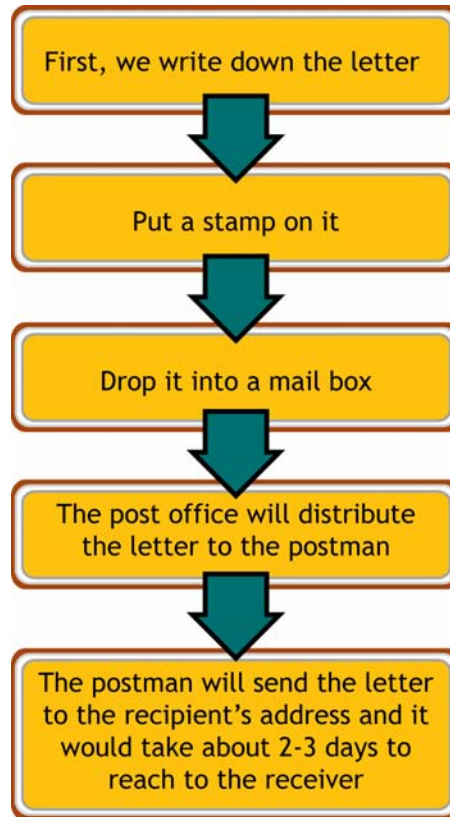 First, we write down the letter
Put a stamp on it
Drop it into a mail box
The post office will distribute
the letter to the postman
The postman will send the letter
to the recipient’s address and it
would take about 2-3 days to
reach to the receiver